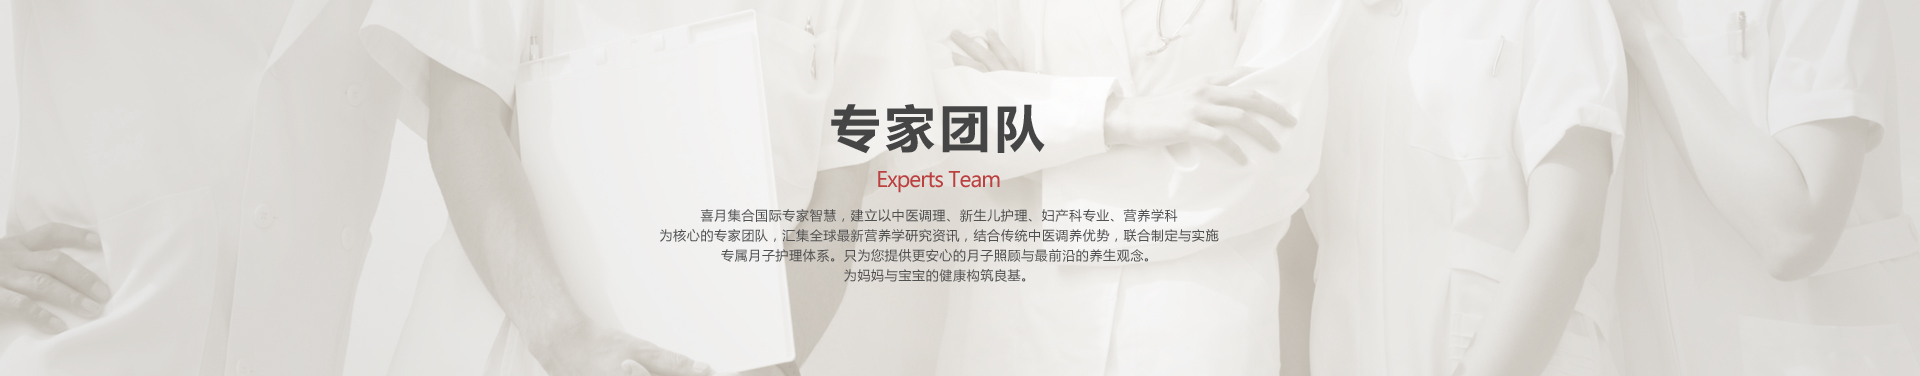 专家团队
Experts Team
喜月集合国际专家智慧，建立以中医调理、新生儿护理、妇产科专业、营养学科
为核心的专家团队，汇集全球最新营养学研究资讯，结合传统中医调养优势，联合制定与实施
专属月子护理体系。只为您提供更安心的月子照顾与最前沿的养生观念。
为妈妈与宝宝的健康构筑良基。